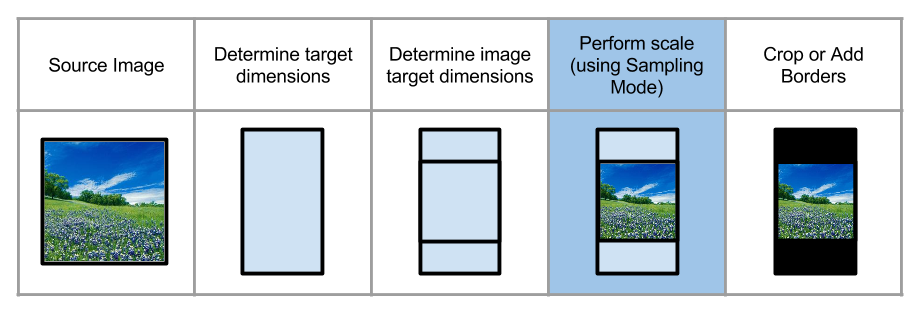 Source Image
Determine target
dimensions
Determine image
target dimensions
Perform scale
(using Sampling
Mode)
Crop or Add
Borders